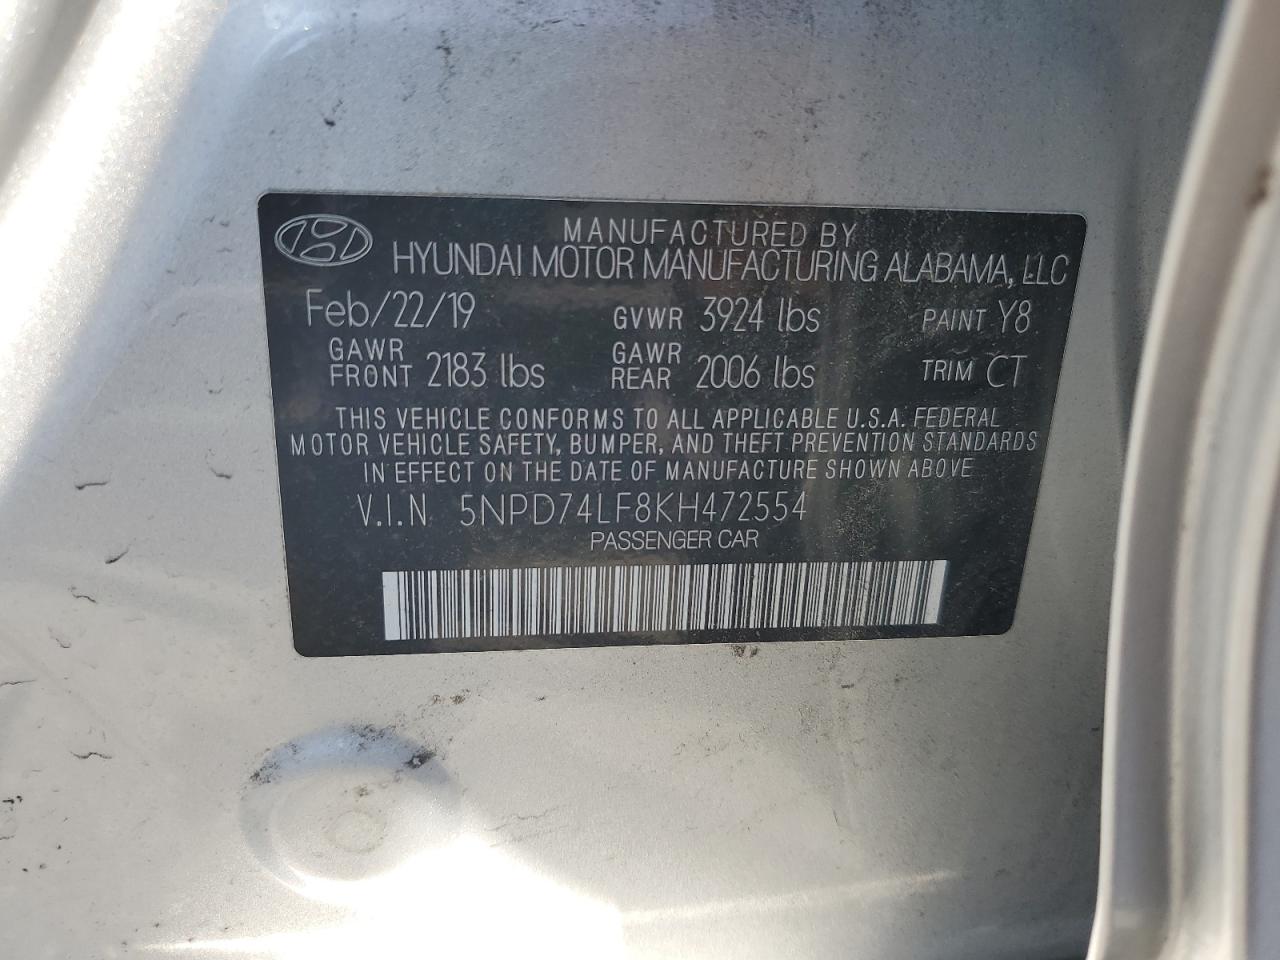 MANUFACTURED BY
HYUNDAI MOTOR MANUFACTURING ALABAMA, LLC
Feb/22/19 GVWR 3924 lbs PAINT Y8
GAWR FRONT 2183 lbs GAWR REAR 2006 lbs TRIM CT
THIS VEHICLE CONFORMS TO ALL APPLICABLE U.S.A. FEDERAL
MOTOR VEHICLE SAFETY, BUMPER, AND THEFT PREVENTION STANDARDS
IN EFFECT ON THE DATE OF MANUFACTURE SHOWN ABOVE
V.I.N 5NPD74LF8KH472554
PASSENGER CAR